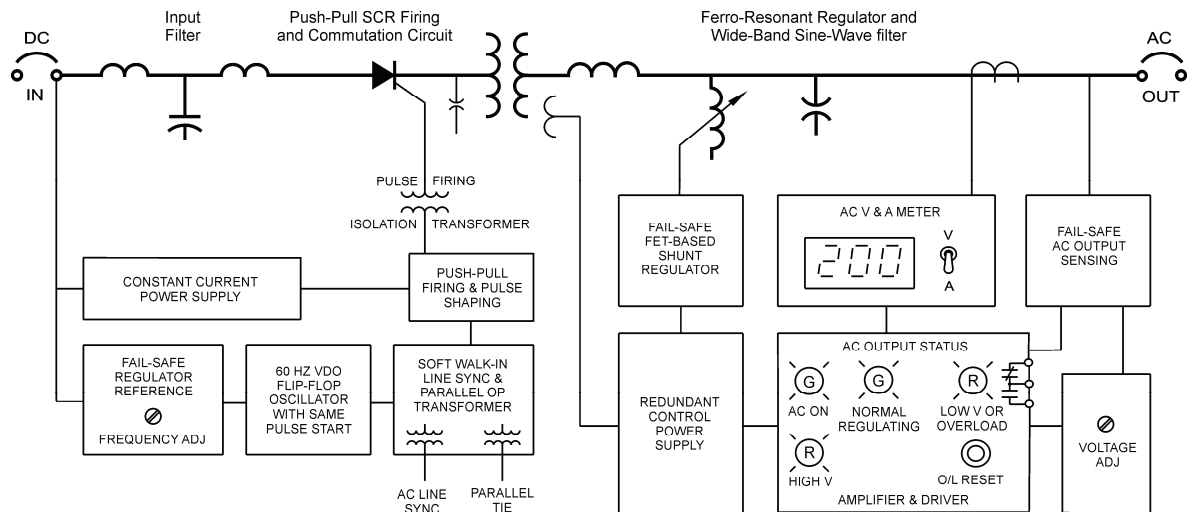 DC
IN
Input
Filter
Push-Pull SCR Firing
and Commutation Circuit
Ferro-Resonant Regulator and
Wide-Band Sine-Wave filter
AC
OUT
PULSE FIRING
ISOLATION TRANSFORMER
CONSTANT CURRENT
POWER SUPPLY
PUSH-PULL
FIRING & PULSE
SHAPING
FAIL-SAFE
REGULATOR
REFERENCE
FREQUENCY ADJ
60 HZ VDO
FLIP-FLOP
OSCILLATOR
WITH SAME
PULSE START
SOFT WALK-IN
LINE SYNC &
PARALLEL OP
TRANSFORMER
AC LINE
SYNC
PARALLEL
TIE
FAIL-SAFE
FET-BASED
SHUNT
REGULATOR
AC V & A METER
200
V
A
FAIL-SAFE
AC OUTPUT
SENSING
REDUNDANT
CONTROL
POWER
SUPPLY
AC OUTPUT STATUS
G
AC ON
G
NORMAL
REGULATING
R
LOW V OR
OVERLOAD
R
HIGH V
O/L RESET
AMPLIFIER & DRIVER
VOLTAGE
ADJ